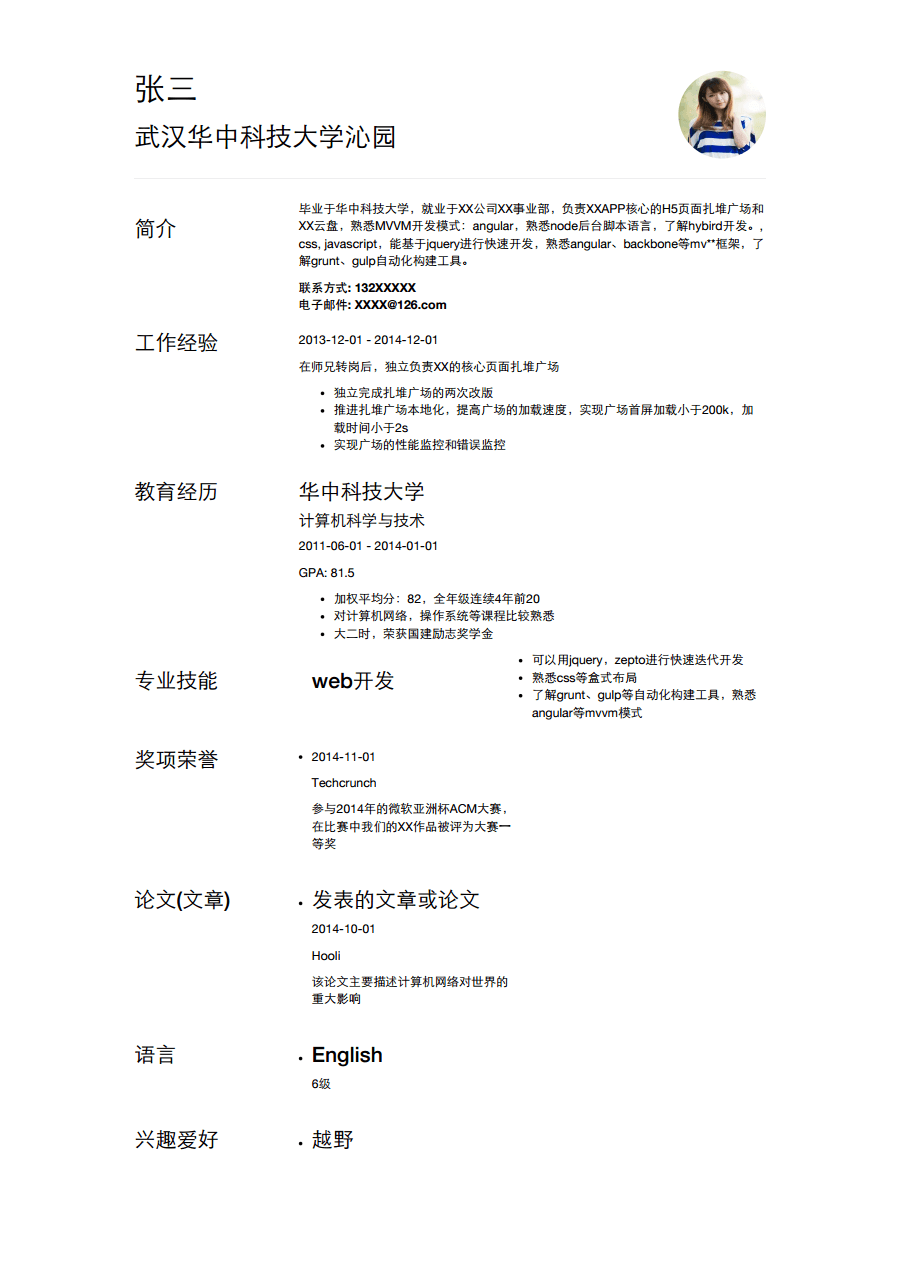 张三
武汉华中科技大学沁园
简介
毕业于华中科技大学，就业于XX公司XX事业部，负责XXAPP核心的H5页面扎堆广场和
XX云盘，熟悉MVVM开发模式：angular，熟悉node后台脚本语言，了解hybird开发。,
css, javascript，能基于jquery进行快速开发，熟悉angular、backbone等mv**框架，了
解grunt、gulp自动化构建工具。
联系方式: 132XXXXX
电子邮件: XXXX@126.com
工作经验
2013-12-01 - 2014-12-01
在师兄转岗后，独立负责XX的核心页面扎堆广场
• 独立完成扎堆广场的两次改版
• 推进扎堆广场本地化，提高广场的加载速度，实现广场首屏加载小于200k，加
载时间小于2s
• 实现广场的性能监控和错误监控
教育经历
华中科技大学
计算机科学与技术
2011-06-01 - 2014-01-01
GPA: 81.5
• 加权平均分：82，全年级连续4年前20
• 对计算机网络，操作系统等课程比较熟悉
• 大二时，荣获国建励志奖学金
专业技能
web开发
• 可以用jquery，zepto进行快速迭代开发
• 熟悉css等盒式布局
• 了解grunt、gulp等自动化构建工具，熟悉
angular等mvvm模式
奖项荣誉
• 2014-11-01
Techcrunch
参与2014年的微软亚洲杯ACM大赛，
在比赛中我们的XX作品被评为大赛一
等奖
论文(文章)
• 发表的文章或论文
2014-10-01
Hooli
该论文主要描述计算机网络对世界的
重大影响
语言
• English
6级
兴趣爱好
• 越野